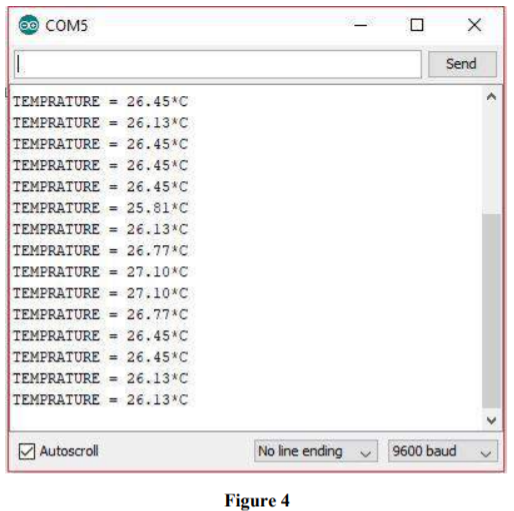 COM5
Send
TEMPRATURE = 26.45*C
TEMPRATURE = 26.13*C
TEMPRATURE = 26.45*C
TEMPRATURE = 26.45*C
TEMPRATURE = 26.45*C
TEMPRATURE = 25.81*C
TEMPRATURE = 26.13*C
TEMPRATURE = 26.77*C
TEMPRATURE = 27.10*C
TEMPRATURE = 27.10*C
TEMPRATURE = 26.77*C
TEMPRATURE = 26.45*C
TEMPRATURE = 26.45*C
TEMPRATURE = 26.13*C
TEMPRATURE = 26.13*C
Autoscroll No line ending 9600 baud
Figure 4